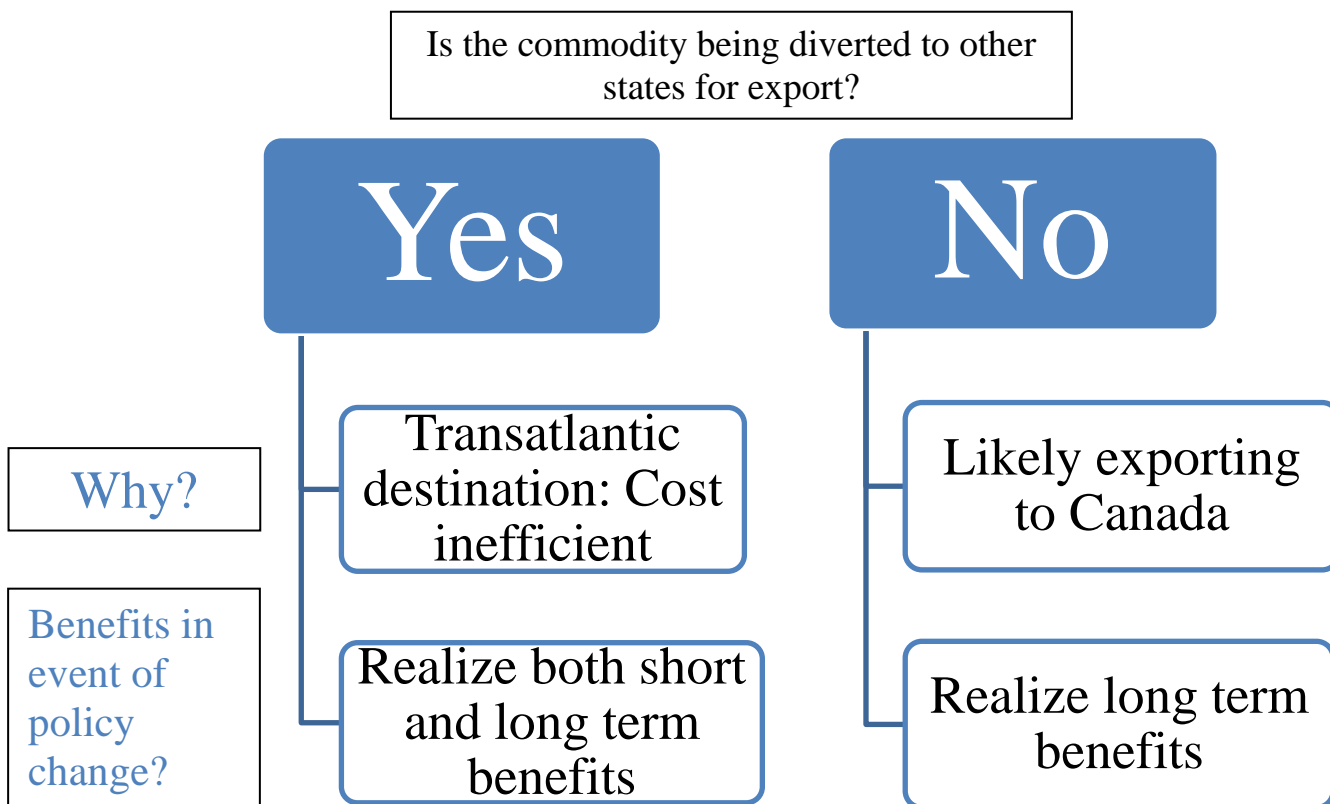 Is the commodity being diverted to other
states for export?
Yes
No
Why?
Transatlantic
destination: Cost
inefficient
Likely exporting
to Canada
Benefits in
event of
policy
change?
Realize both short
and long term
benefits
Realize long term
benefits